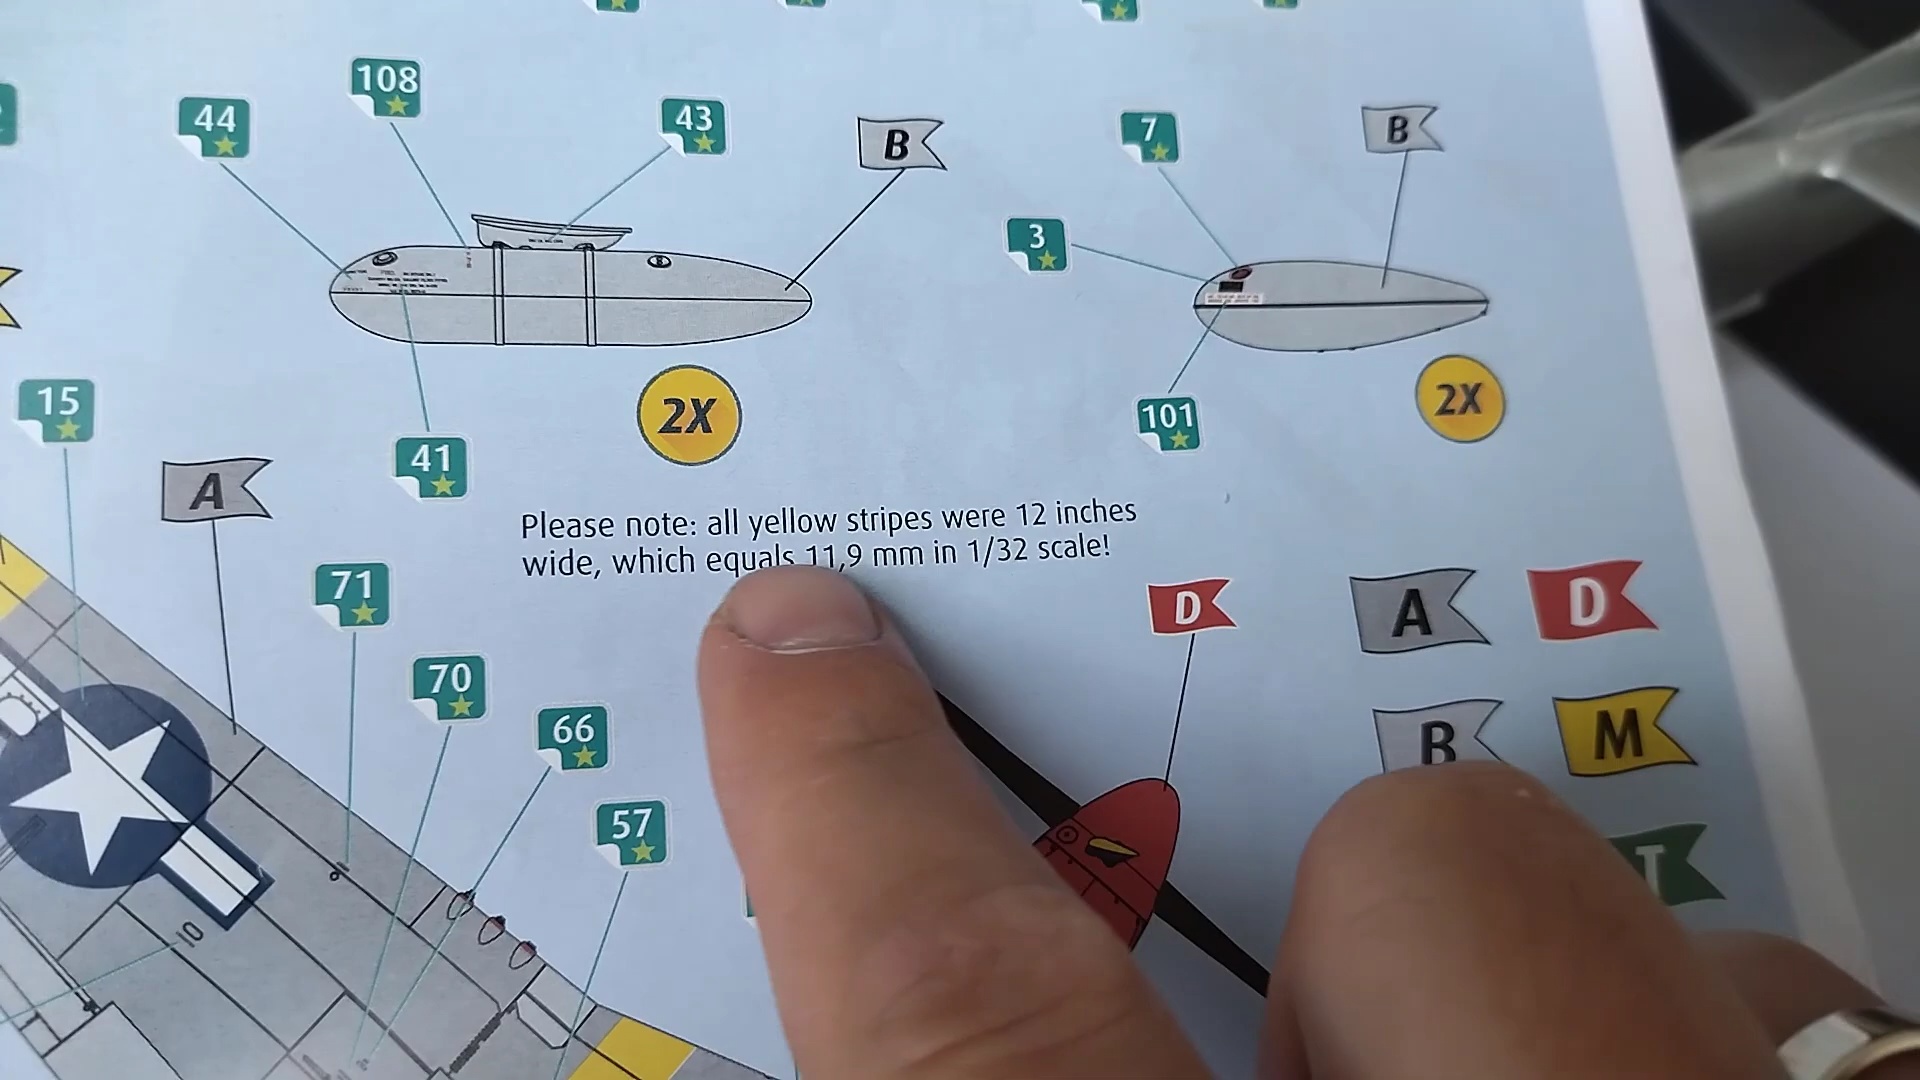 108
44
43
B
7
B
3
15
2X
2X
101
41
A
Please note: all yellow stripes were 12 inches
wide, which equals 11,9 mm in 1/32 scale!
71
D
A
D
70
66
B
M
57
T
10